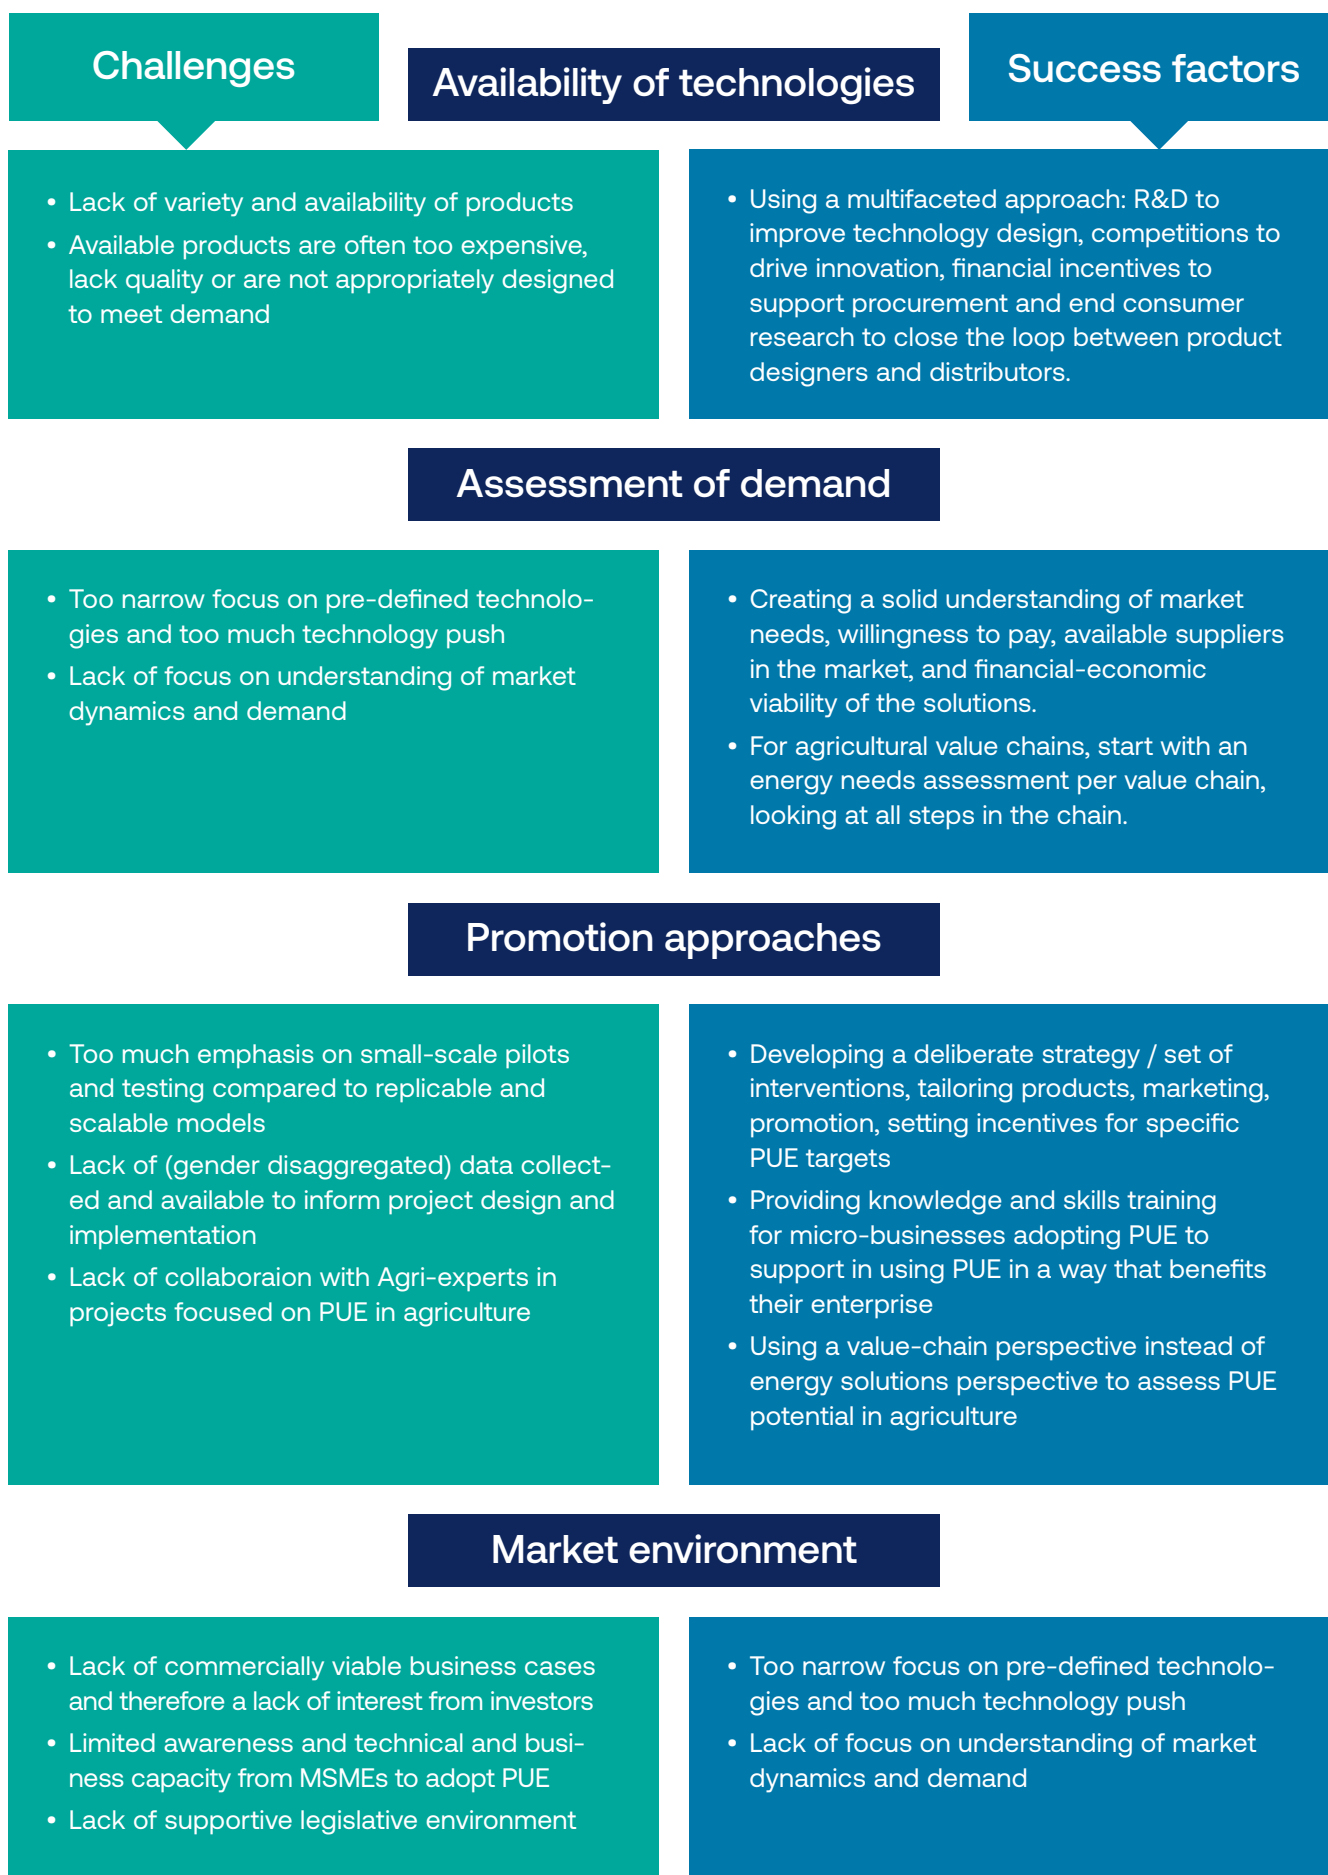 Challenges
Availability of technologies
Success factors
• Lack of variety and availability of products
• Available products are often too expensive,
lack quality or are not appropriately designed
to meet demand
• Using a multifaceted approach: R&D to
improve technology design, competitions to
drive innovation, financial incentives to
support procurement and end consumer
research to close the loop between product
designers and distributors.
Assessment of demand
• Too narrow focus on pre-defined technolo-
gies and too much technology push
• Lack of focus on understanding of market
dynamics and demand
• Creating a solid understanding of market
needs, willingness to pay, available suppliers
in the market, and financial-economic
viability of the solutions.
• For agricultural value chains, start with an
energy needs assessment per value chain,
looking at all steps in the chain.
Promotion approaches
• Too much emphasis on small-scale pilots
and testing compared to replicable and
scalable models
• Lack of (gender disaggregated) data collect-
ed and available to inform project design and
implementation
• Lack of collaboraion with Agri-experts in
projects focused on PUE in agriculture
• Developing a deliberate strategy / set of
interventions, tailoring products, marketing,
promotion, setting incentives for specific
PUE targets
• Providing knowledge and skills training
for micro-businesses adopting PUE to
support in using PUE in a way that benefits
their enterprise
• Using a value-chain perspective instead of
energy solutions perspective to assess PUE
potential in agriculture
Market environment
• Lack of commercially viable business cases
and therefore a lack of interest from investors
• Limited awareness and technical and busi-
ness capacity from MSMEs to adopt PUE
• Lack of supportive legislative environment
• Too narrow focus on pre-defined technolo-
gies and too much technology push
• Lack of focus on understanding of market
dynamics and demand